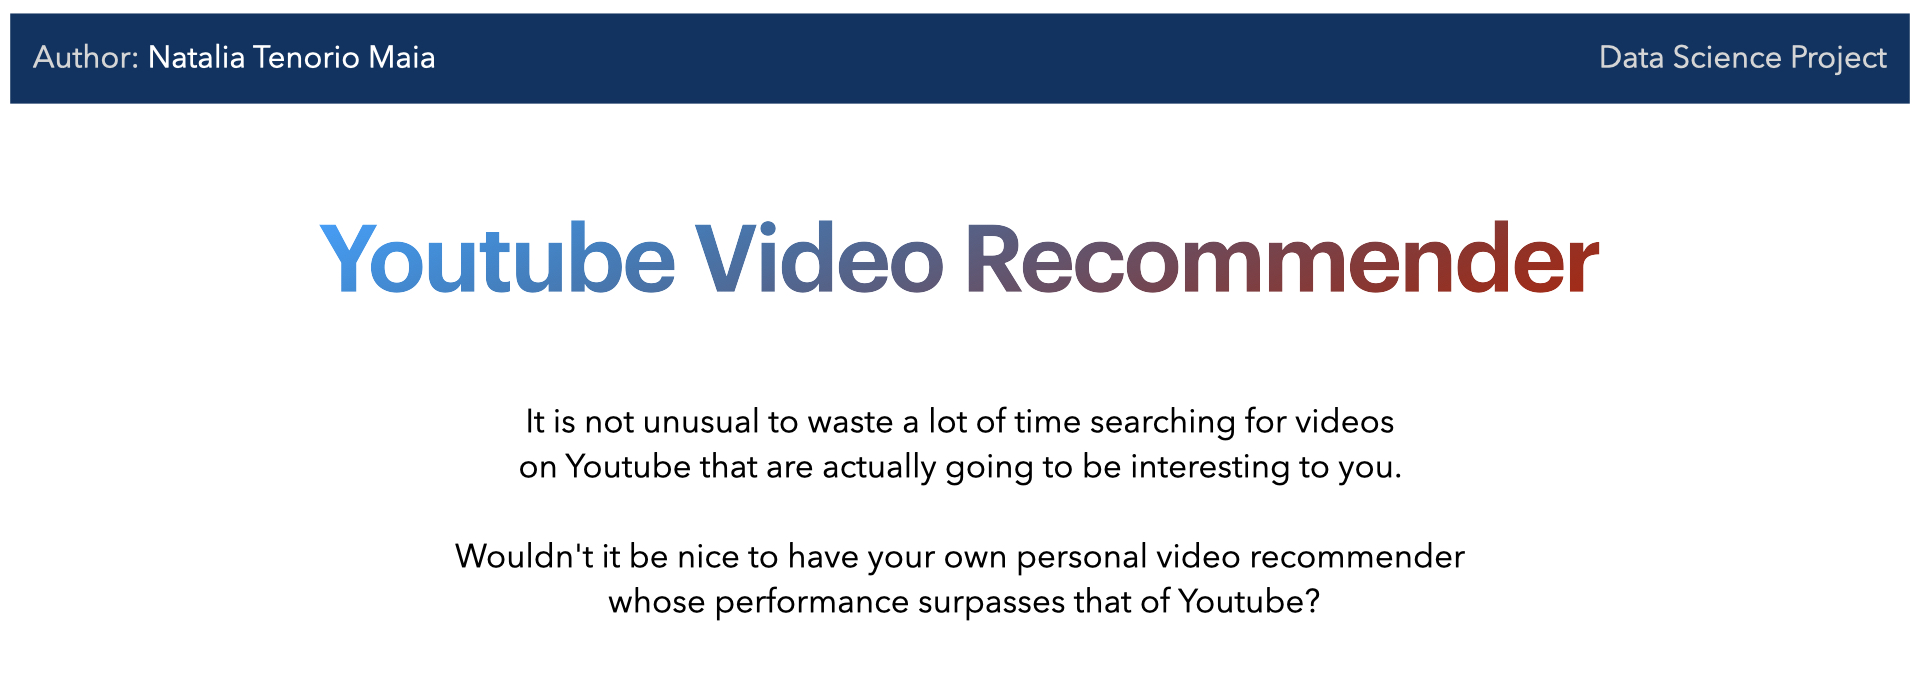 Author: Natalia Tenorio Maia
Data Science Project
Youtube Video Recommender
It is not unusual to waste a lot of time searching for videos
on Youtube that are actually going to be interesting to you.
Wouldn't it be nice to have your own personal video recommender
whose performance surpasses that of Youtube?